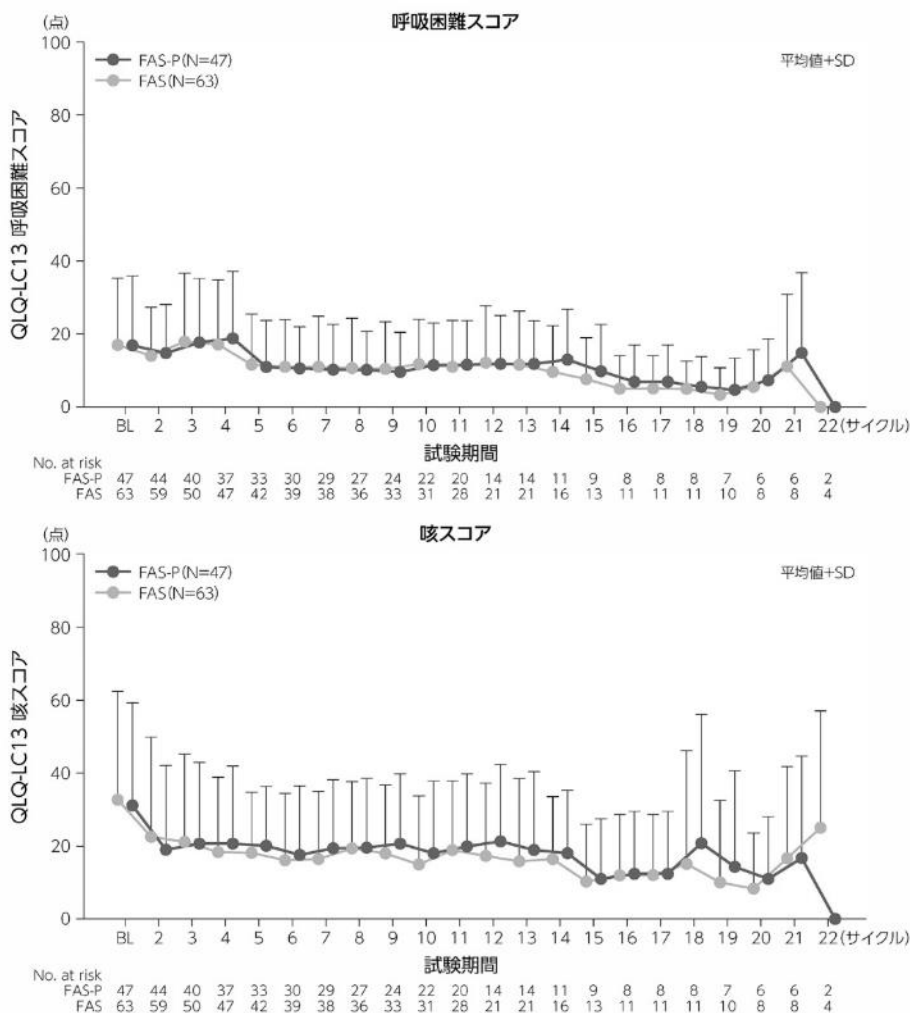 呼吸困難スコア
(点)
100
80
60
40
20
0
QLQ-LC13 呼吸困難スコア
FAS-P(N=47)
FAS(N=63)
平均値+SD
BL 2 3 4 5 6 7 8 9 10 11 12 13 14 15 16 17 18 19 20 21 22(サイクル)
試験期間
No. at risk
FAS-P 47 44 40 37 33 30 29 27 24 22 20 14 14 11 9 8 8 8 7 6 6 2
FAS 63 59 50 47 42 39 38 36 33 31 28 21 21 16 13 11 11 11 10 8 8 4
咳スコア
(点)
100
80
60
40
20
0
QLQ-LC13 咳スコア
FAS-P(N=47)
FAS(N=63)
平均値+SD
BL 2 3 4 5 6 7 8 9 10 11 12 13 14 15 16 17 18 19 20 21 22(サイクル)
試験期間
No. at risk
FAS-P 47 44 40 37 33 30 29 27 24 22 20 14 14 11 9 8 8 8 7 6 6 2
FAS 63 59 50 47 42 39 38 36 33 31 28 21 21 16 13 11 11 11 10 8 8 4